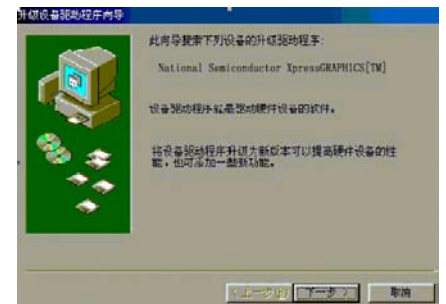 升级设备驱动程序向导
此向导搜索下列设备的升级驱动程序:
National Semiconductor XpressGRAPHICS[TM]
设备驱动程序就是驱动硬件设备的软件。
将设备驱动程序升级为新版本可以提高硬件设备的性
能,也可添加一些新功能。
<上一步(B) 下一步 > 取消